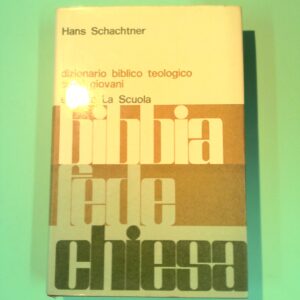 Hans Schachtner
dizionario biblico teologico
giovani
La Scuola
bibbia
fede
chiesa